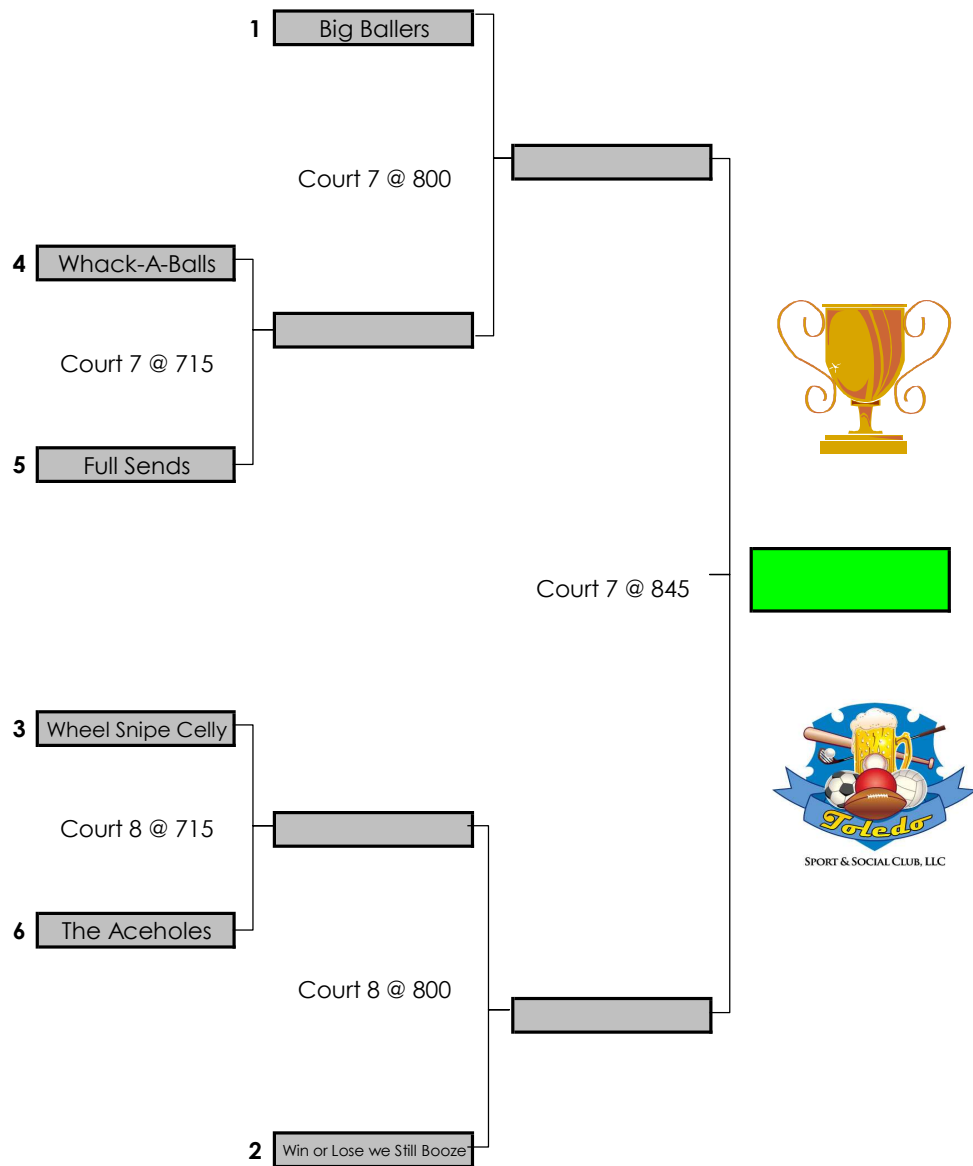 1 Big Ballers
Court 7 @ 800
4 Whack-A-Balls
Court 7 @ 715
5 Full Sends
Court 7 @ 845
3 Wheel Snipe Celly
Court 8 @ 715
6 The Aceholes
Court 8 @ 800
2 Win or Lose we Still Booze
Toledo
SPORT & SOCIAL CLUB, LLC